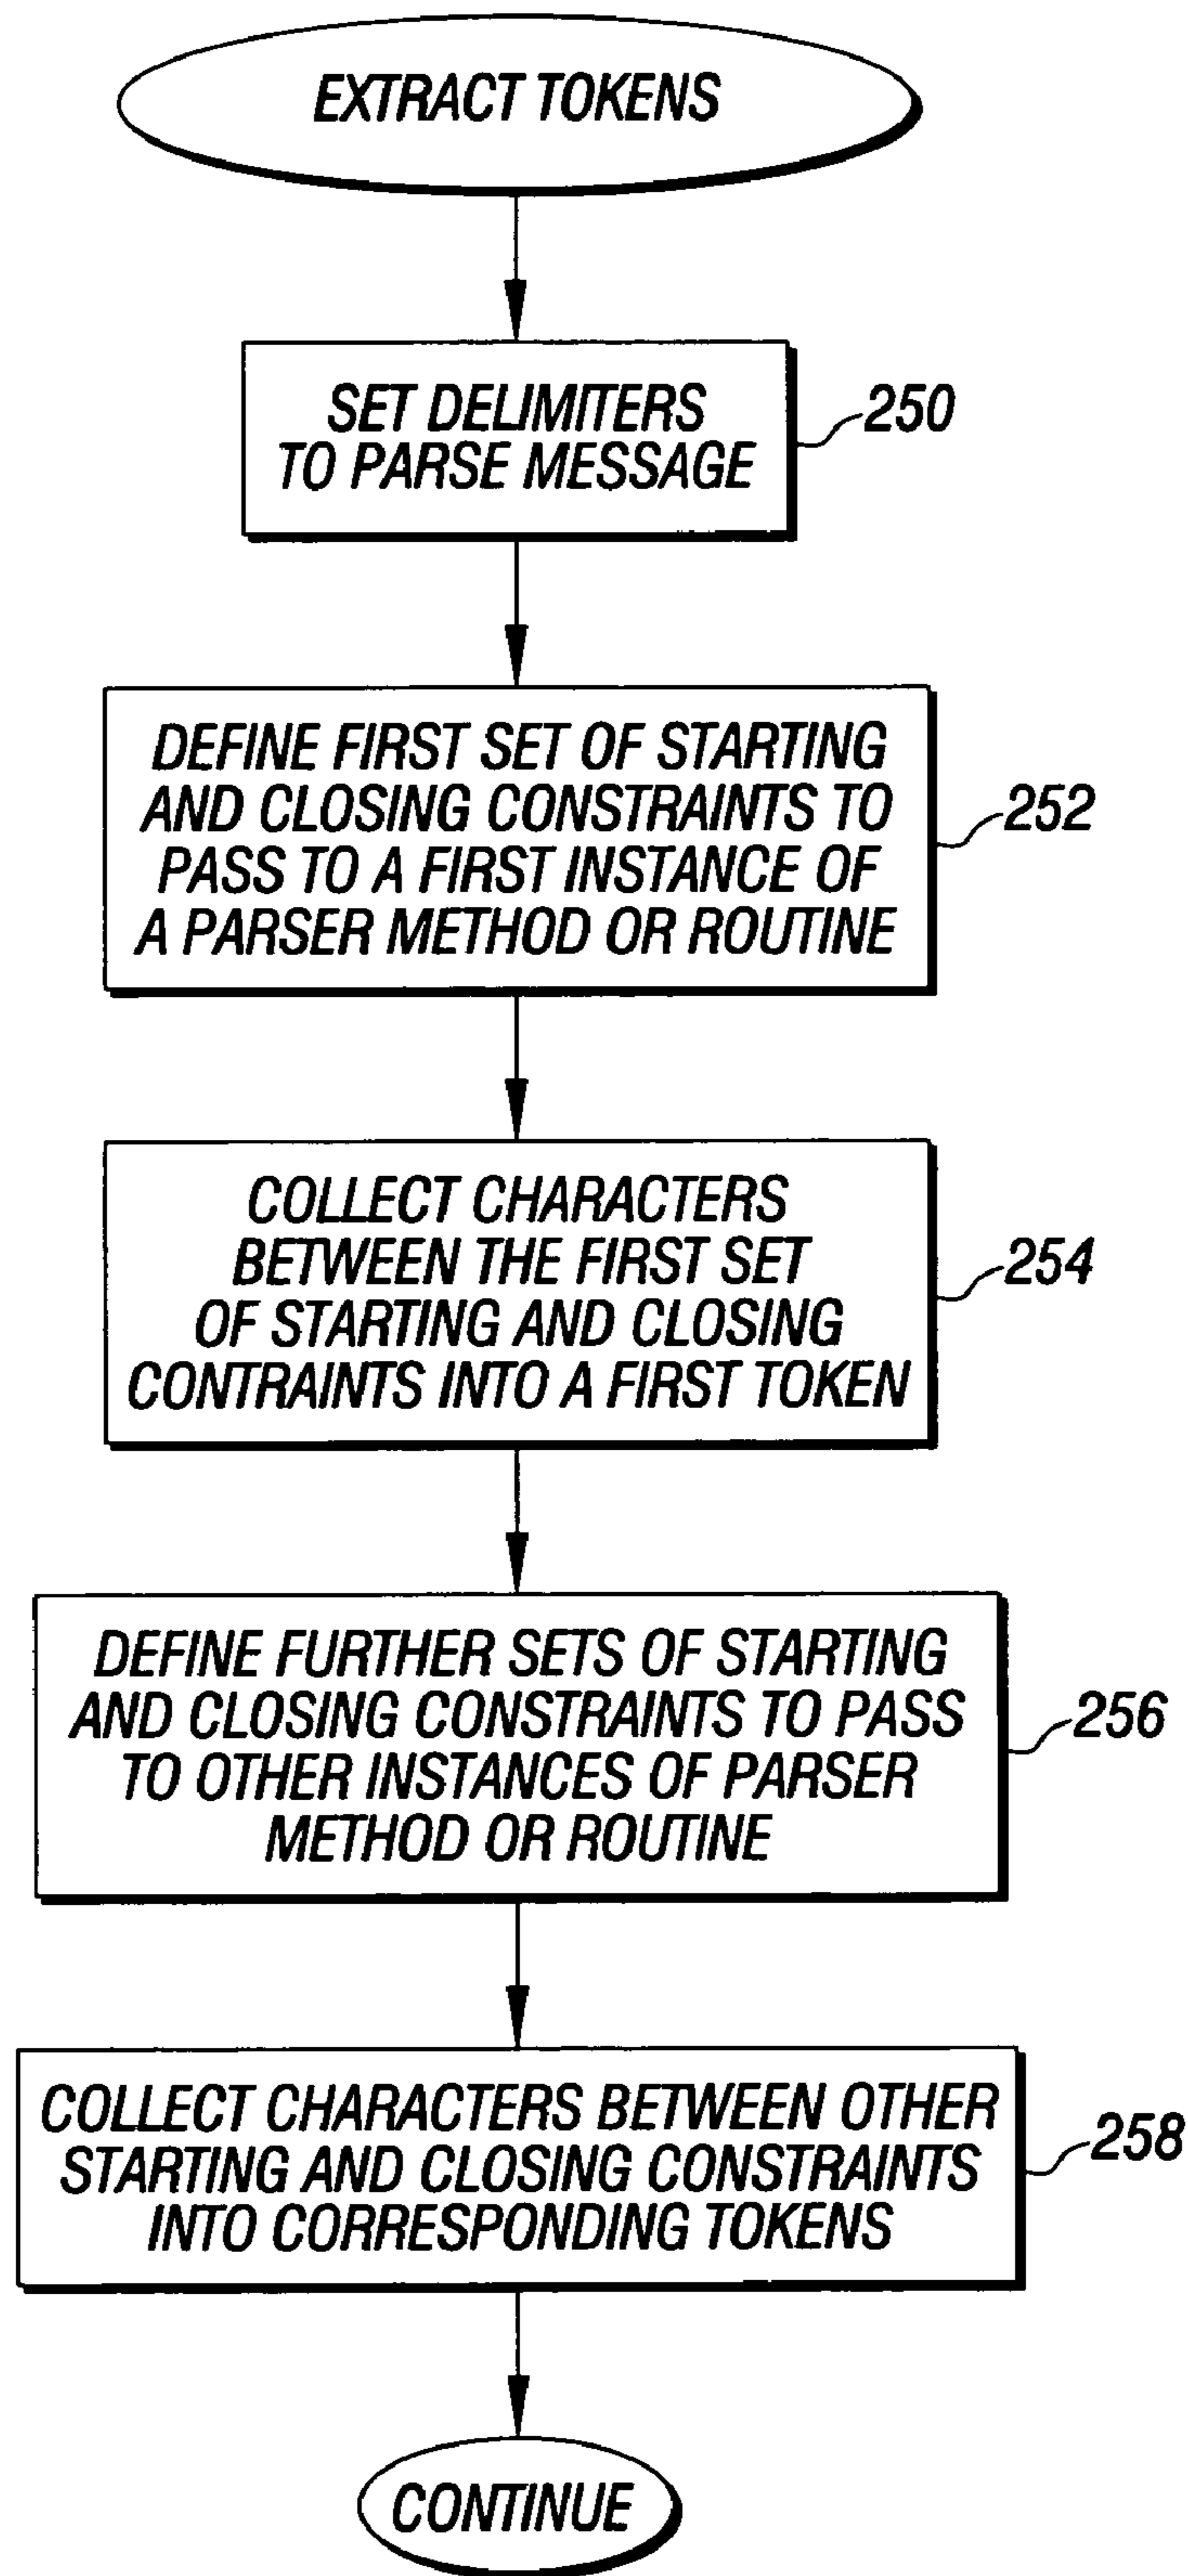 EXTRACT TOKENS
SET DELIMITERS
TO PARSE MESSAGE
250
DEFINE FIRST SET OF STARTING
AND CLOSING CONSTRAINTS TO
PASS TO A FIRST INSTANCE OF
A PARSER METHOD OR ROUTINE
252
COLLECT CHARACTERS
BETWEEN THE FIRST SET
OF STARTING AND CLOSING
CONTRAINTS INTO A FIRST TOKEN
254
DEFINE FURTHER SETS OF STARTING
AND CLOSING CONSTRAINTS TO PASS
TO OTHER INSTANCES OF PARSER
METHOD OR ROUTINE
256
COLLECT CHARACTERS BETWEEN OTHER
STARTING AND CLOSING CONSTRAINTS
INTO CORRESPONDING TOKENS
258
CONTINUE